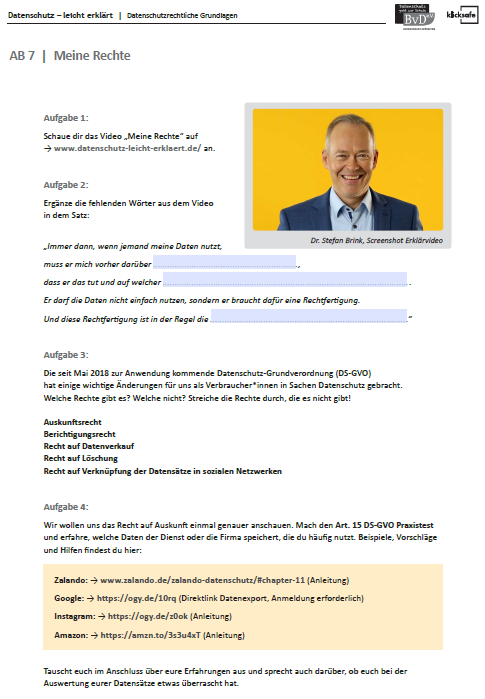 Datenschutz – leicht erklärt | Datenschutzrechtliche Grundlagen
BvD e.V.
klicksafe
AB 7 | Meine Rechte
Aufgabe 1:
Schaue dir das Video „Meine Rechte“ auf
→ www.datenschutz-leicht-erklaert.de/ an.
Aufgabe 2:
Ergänze die fehlenden Wörter aus dem Video
in dem Satz:
Dr. Stefan Brink, Screenshot Erklärvideo
„Immer dann, wenn jemand meine Daten nutzt,
muss er mich vorher darüber ,
dass er das tut und auf welcher .
Er darf die Daten nicht einfach nutzen, sondern er braucht dafür eine Rechtfertigung.
Und diese Rechtfertigung ist in der Regel die .“
Aufgabe 3:
Die seit Mai 2018 zur Anwendung kommende Datenschutz-Grundverordnung (DS-GVO)
hat einige wichtige Änderungen für uns als Verbraucher*innen in Sachen Datenschutz gebracht.
Welche Rechte gibt es? Welche nicht? Streiche die Rechte durch, die es nicht gibt!
Auskunftsrecht
Berichtigungsrecht
Recht auf Datenverkauf
Recht auf Löschung
Recht auf Verknüpfung der Datensätze in sozialen Netzwerken
Aufgabe 4:
Wir wollen uns das Recht auf Auskunft einmal genauer anschauen. Mach den Art. 15 DS-GVO Praxistest
und erfahre, welche Daten der Dienst oder die Firma speichert, die du häufig nutzt. Beispiele, Vorschläge
und Hilfen findest du hier:
Zalando: → www.zalando.de/zalando-datenschutz/#chapter-11 (Anleitung)
Google: → https://ogy.de/10rq (Direktlink Datenexport, Anmeldung erforderlich)
Instagram: → https://ogy.de/z0ok (Anleitung)
Amazon: → https://amzn.to/3s3u4xT (Anleitung)
Tauscht euch im Anschluss über eure Erfahrungen aus und sprecht auch darüber, ob euch bei der
Auswertung eurer Datensätze etwas überrascht hat.